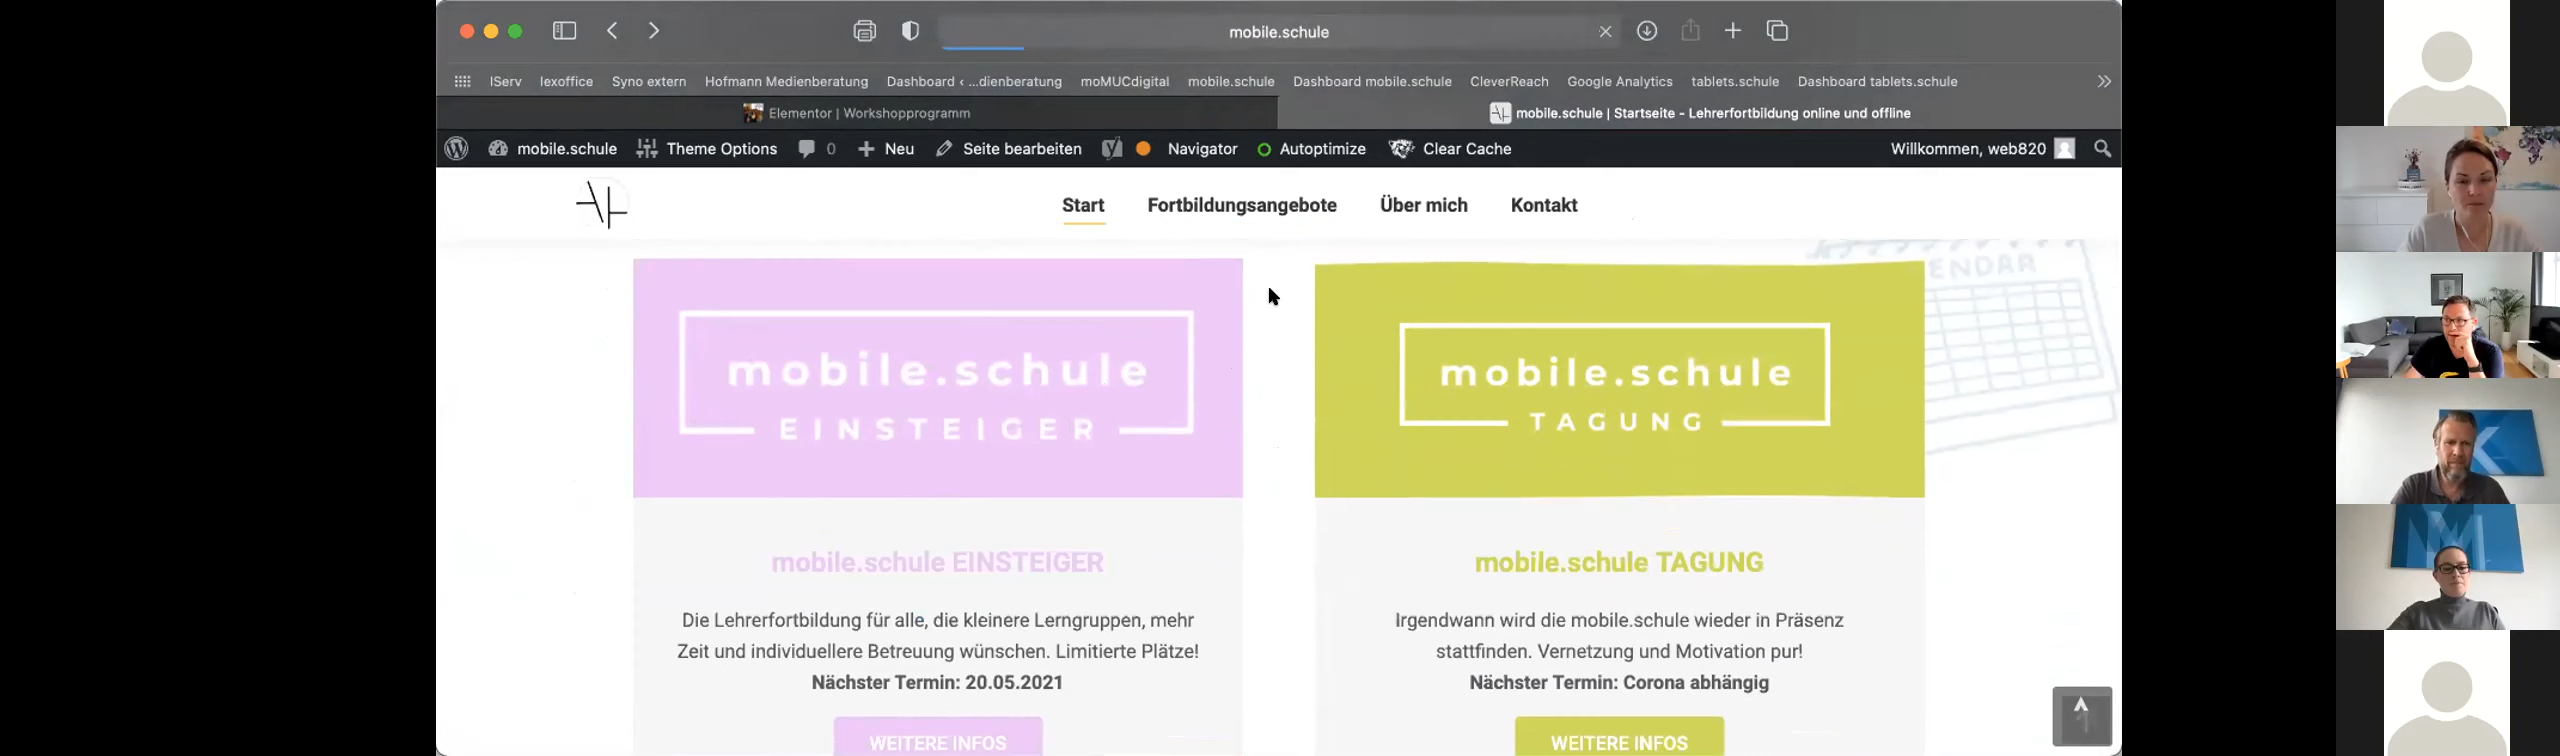 mobile.schule
IServ lexoffice Syno extern Hofmann Medienberatung Dashboard ‹ ...dienberatung moMUCdigital mobile.schule Dashboard mobile.schule CleverReach Google Analytics tablets.schule Dashboard tablets.schule
Elementor | Workshopprogramm
mobile.schule | Startseite - Lehrerfortbildung online und offline
mobile.schule Theme Options 0 Neu Seite bearbeiten Navigator Autoptimize Clear Cache Willkommen, web820
Start Fortbildungsangebote Über mich Kontakt
ENDAR
mobile.schule
EINSTEIGER
mobile.schule
TAGUNG
mobile.schule EINSTEIGER
Die Lehrerfortbildung für alle, die kleinere Lerngruppen, mehr
Zeit und individuellere Betreuung wünschen. Limitierte Plätze!
Nächster Termin: 20.05.2021
WEITERE INFOS
mobile.schule TAGUNG
Irgendwann wird die mobile.schule wieder in Präsenz
stattfinden. Vernetzung und Motivation pur!
Nächster Termin: Corona abhängig
WEITERE INFOS